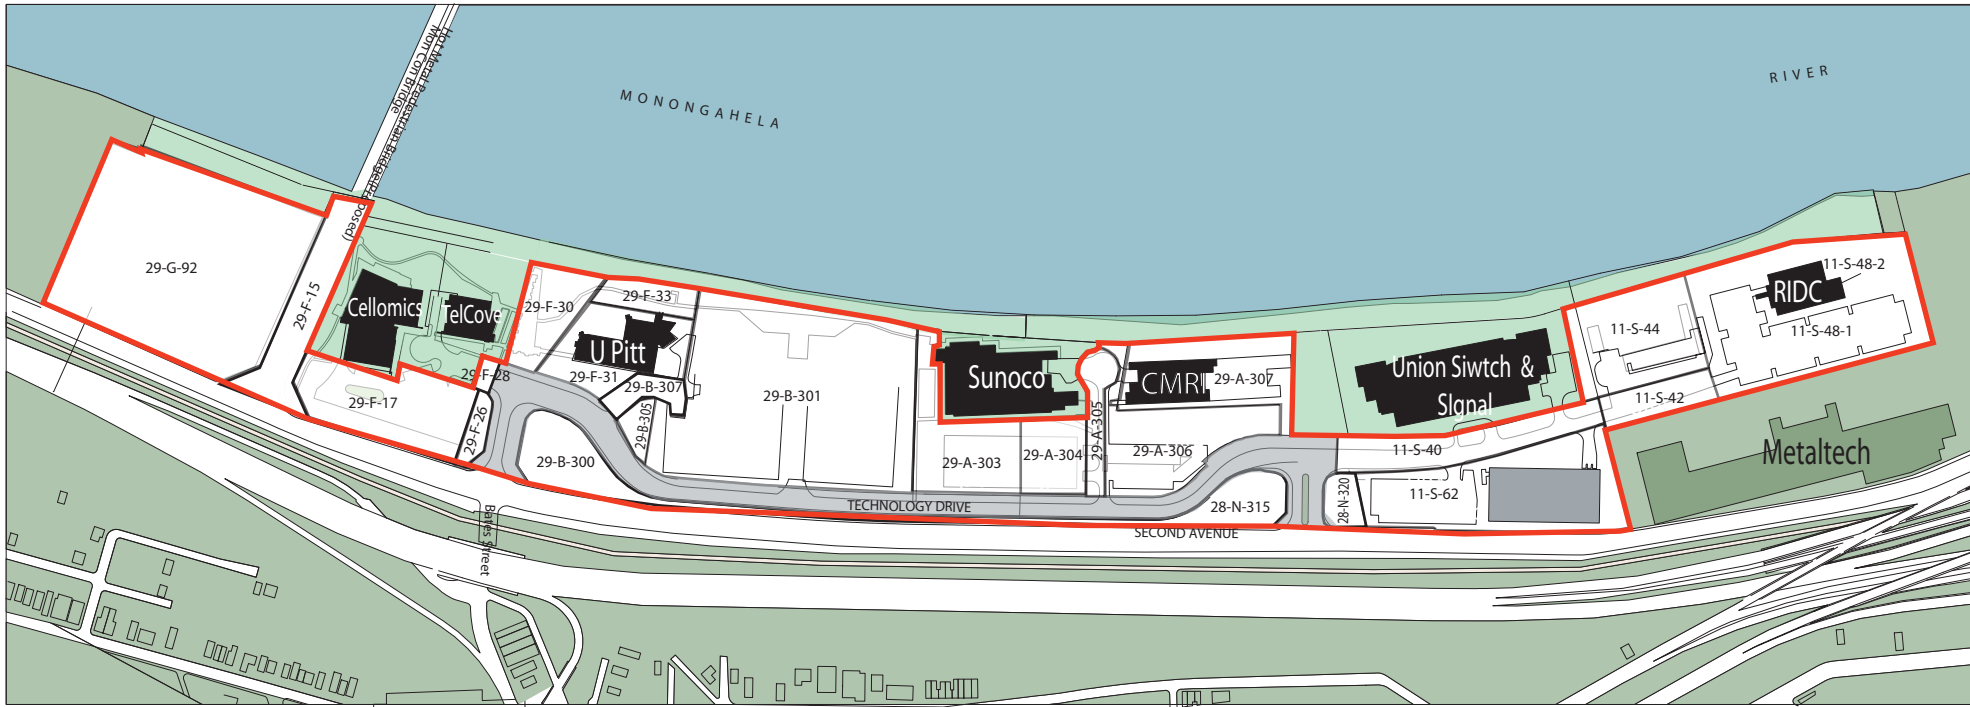 Hot Metal Pedestrian Bridge(Proposed)
Mon Con Bridge
MONONGAHELA
RIVER
29-G-92
29-F-15
Cellomics
TelCove
29-F-30
29-F-33
U Pitt
29-F-31
29-F-28
29-F-17
29-F-26
29-B-307
29-B-305
29-B-301
29-B-300
Sunoco
29-A-303
29-A-304
29-A-305
CMRI
29-A-307
29-A-306
Union Siwtch &
SIgnal
11-S-44
RIDC
11-S-48-2
11-S-48-1
11-S-42
11-S-40
11-S-62
28-N-320
28-N-315
Metaltech
TECHNOLOGY DRIVE
SECOND AVENUE
Bates Street